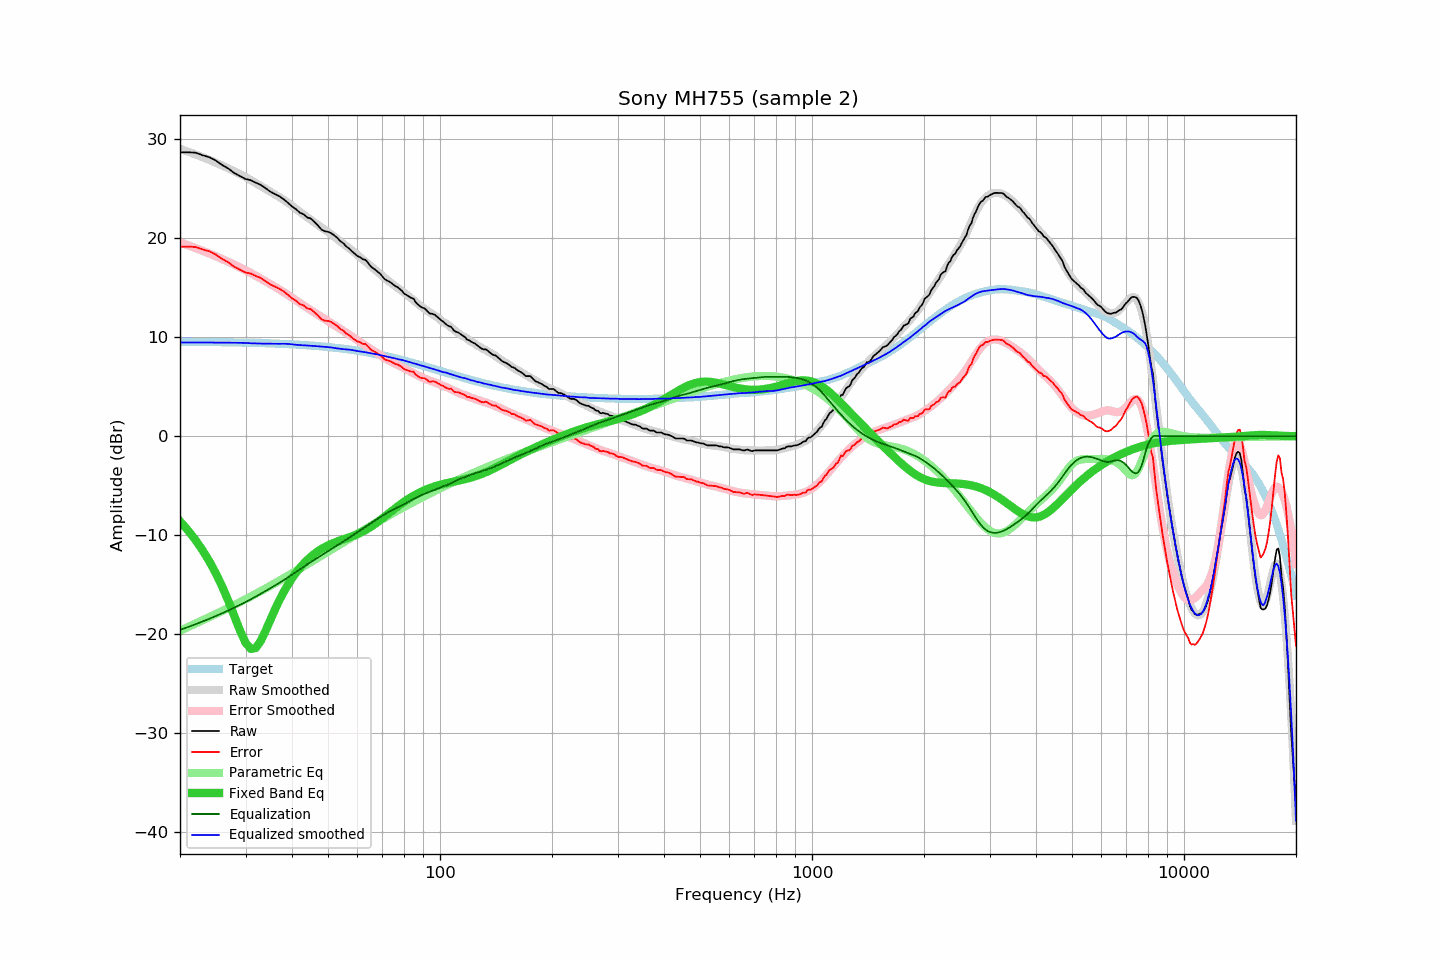 Sony MH755 (sample 2)
30
20
10
0
−10
−20
−30
−40
Amplitude (dBr)
Target
Raw Smoothed
Error Smoothed
Raw
Error
Parametric Eq
Fixed Band Eq
Equalization
Equalized smoothed
100
1000
10000
Frequency (Hz)